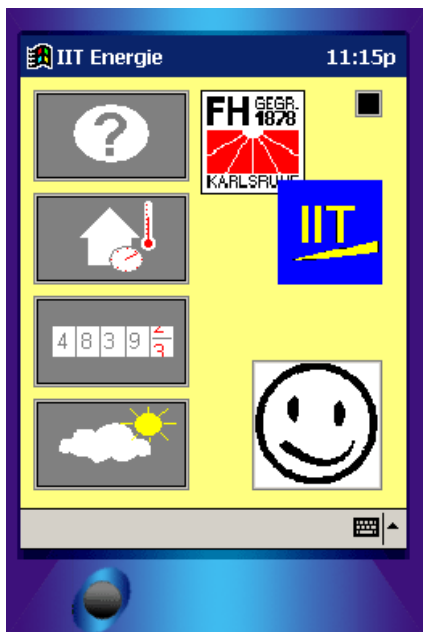 IIT Energie 11:15p
?
FH GEGR. 1878
KARLSRUHE
IIT
4 8 3 9 2
3